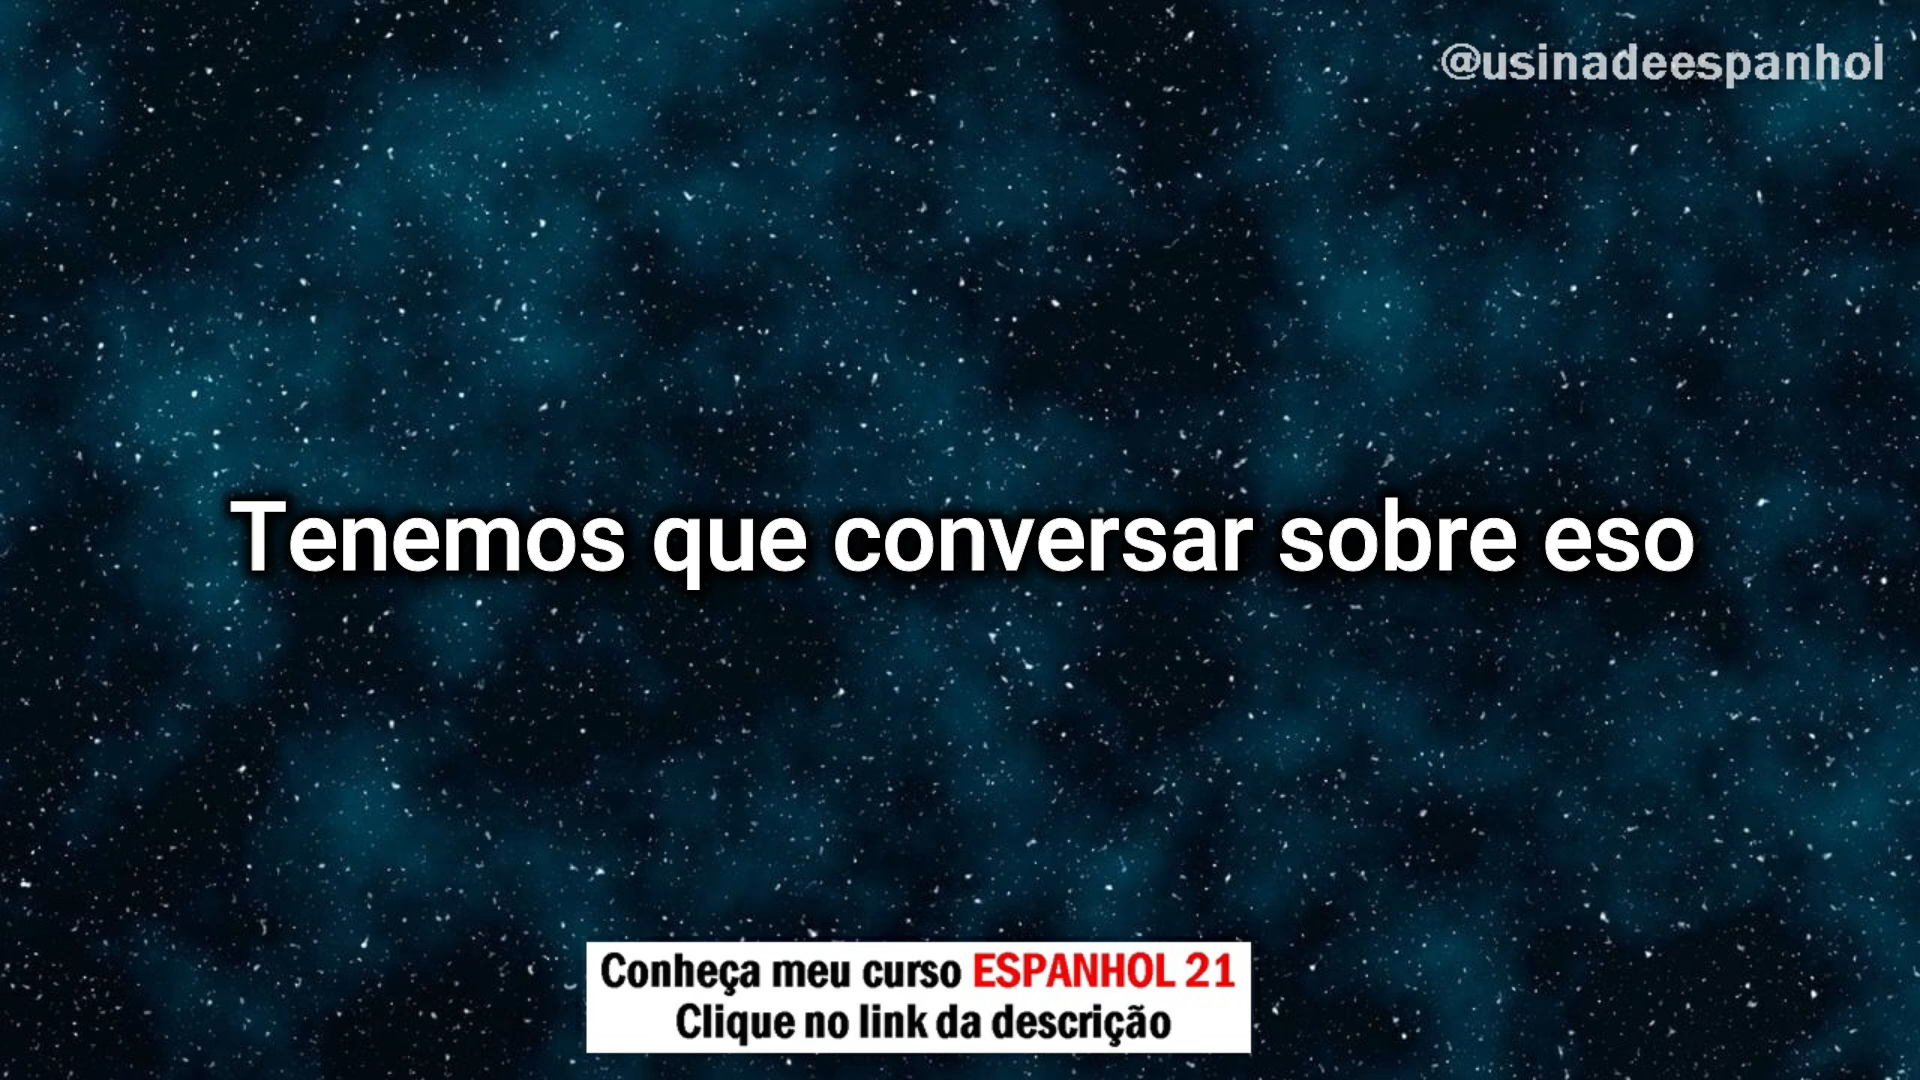 @usinadeespanhol
Tenemos que conversar sobre eso
Conheça meu curso ESPANHOL 21
Clique no link da descrição